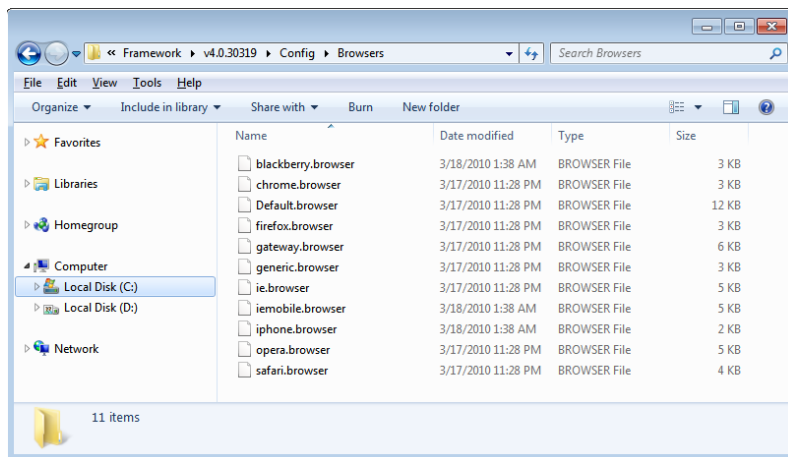 « Framework ▸ v4.0.30319 ▸ Config ▸ Browsers Search Browsers
File Edit View Tools Help
Organize Include in library Share with Burn New folder
Name Date modified Type Size
Favorites
blackberry.browser 3/18/2010 1:38 AM BROWSER File 3 KB
Libraries
chrome.browser 3/17/2010 11:28 PM BROWSER File 3 KB
Default.browser 3/17/2010 11:28 PM BROWSER File 12 KB
Homegroup
firefox.browser 3/17/2010 11:28 PM BROWSER File 3 KB
gateway.browser 3/17/2010 11:28 PM BROWSER File 6 KB
Computer
generic.browser 3/17/2010 11:28 PM BROWSER File 3 KB
Local Disk (C:)
ie.browser 3/17/2010 11:28 PM BROWSER File 5 KB
Local Disk (D:)
iemobile.browser 3/18/2010 1:38 AM BROWSER File 5 KB
iphone.browser 3/18/2010 1:38 AM BROWSER File 2 KB
Network
opera.browser 3/17/2010 11:28 PM BROWSER File 5 KB
safari.browser 3/17/2010 11:28 PM BROWSER File 4 KB
11 items